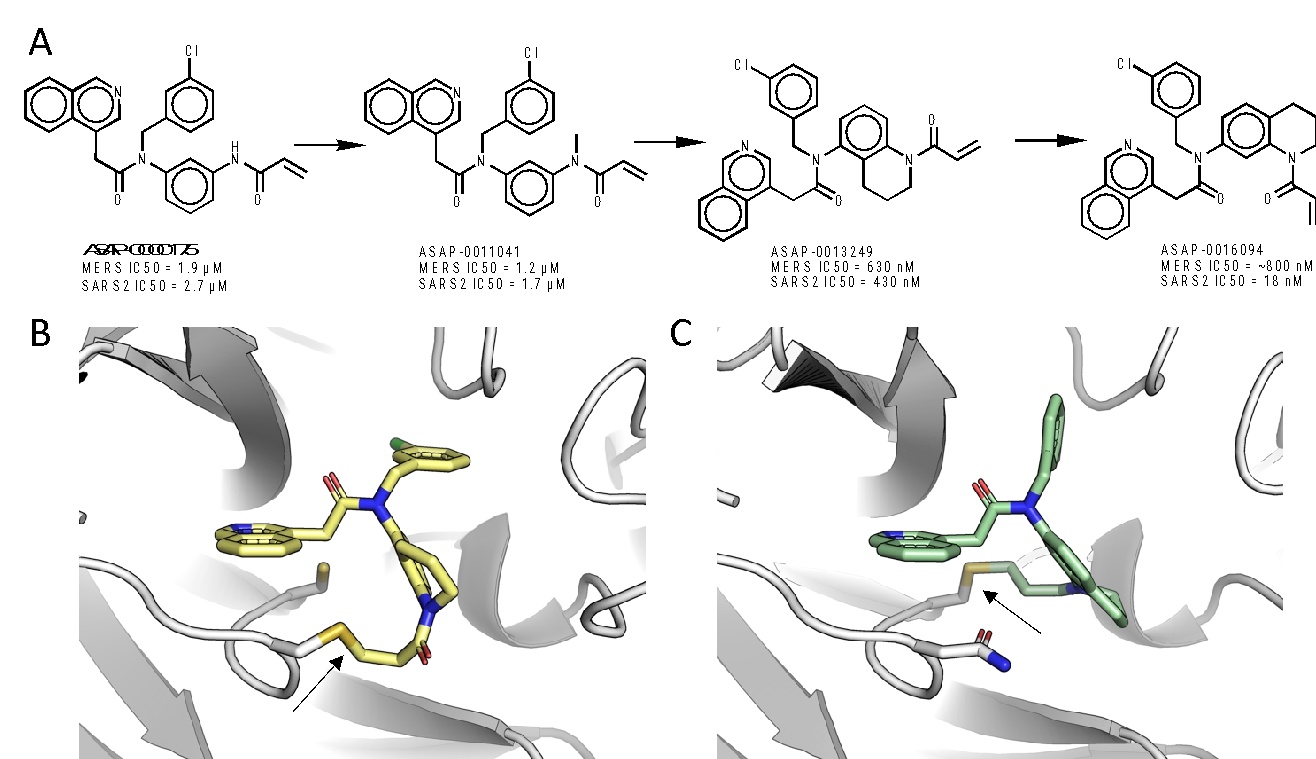 A
Cl
N
N
H
N
O
O
Cl
N
N
N
O
O
Cl
N
N
N
O
O
Cl
N
N
N
O
O
MERS IC50 = 1.9 µM
SARS2 IC50 = 2.7 µM
ASAP-0011041
MERS IC50 = 1.2 µM
SARS2 IC50 = 1.7 µM
ASAP-0013249
MERS IC50 = 630 nM
SARS2 IC50 = 430 nM
ASAP-0016094
MERS IC50 = ~800 nM
SARS2 IC50 = 18 nM
B
C